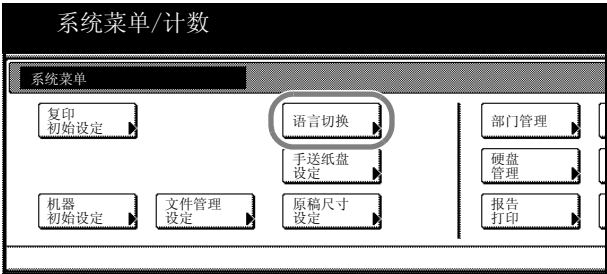 系统菜单/计数
系统菜单
复印
初始设定
语言切换
部门管理
手送纸盘
设定
硬盘
管理
机器
初始设定
文件管理
设定
原稿尺寸
设定
报告
打印